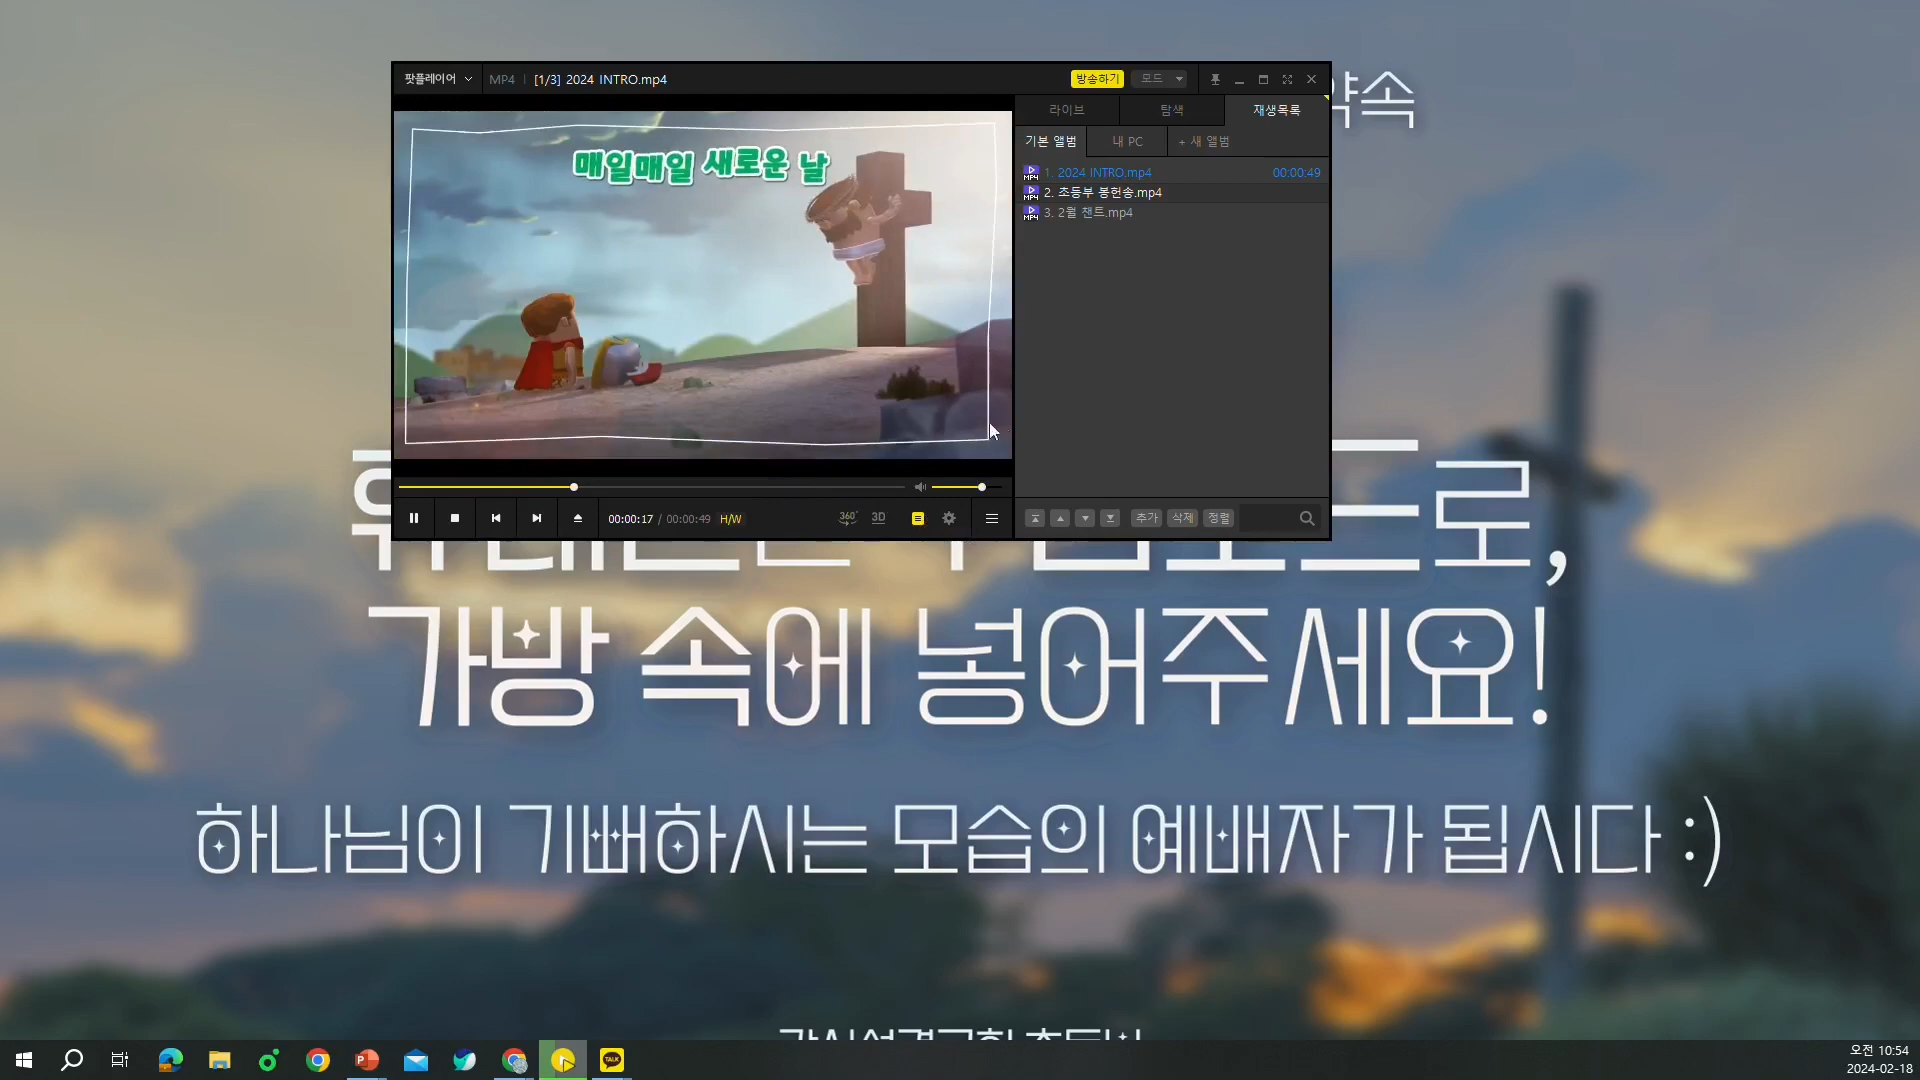 팟플레이어
MP4
[1/3] 2024 INTRO.mp4
방송하기
모드
매일매일 새로운 날
라이브
탐색
재생목록
기본 앨범
내 PC
+ 새 앨범
1. 2024 INTRO.mp4
00:00:49
2. 초등부 봉헌송.mp4
3. 2월 챈트.mp4
MP4
MP4
MP4
00:00:17 / 00:00:49 H/W
360°
3D
추가
삭제
정렬
약속
가방 속에 넣어주세요!
하나님이 기뻐하시는 모습의 예배자가 됩시다 :)
TALK
오전 10:54
2024-02-18